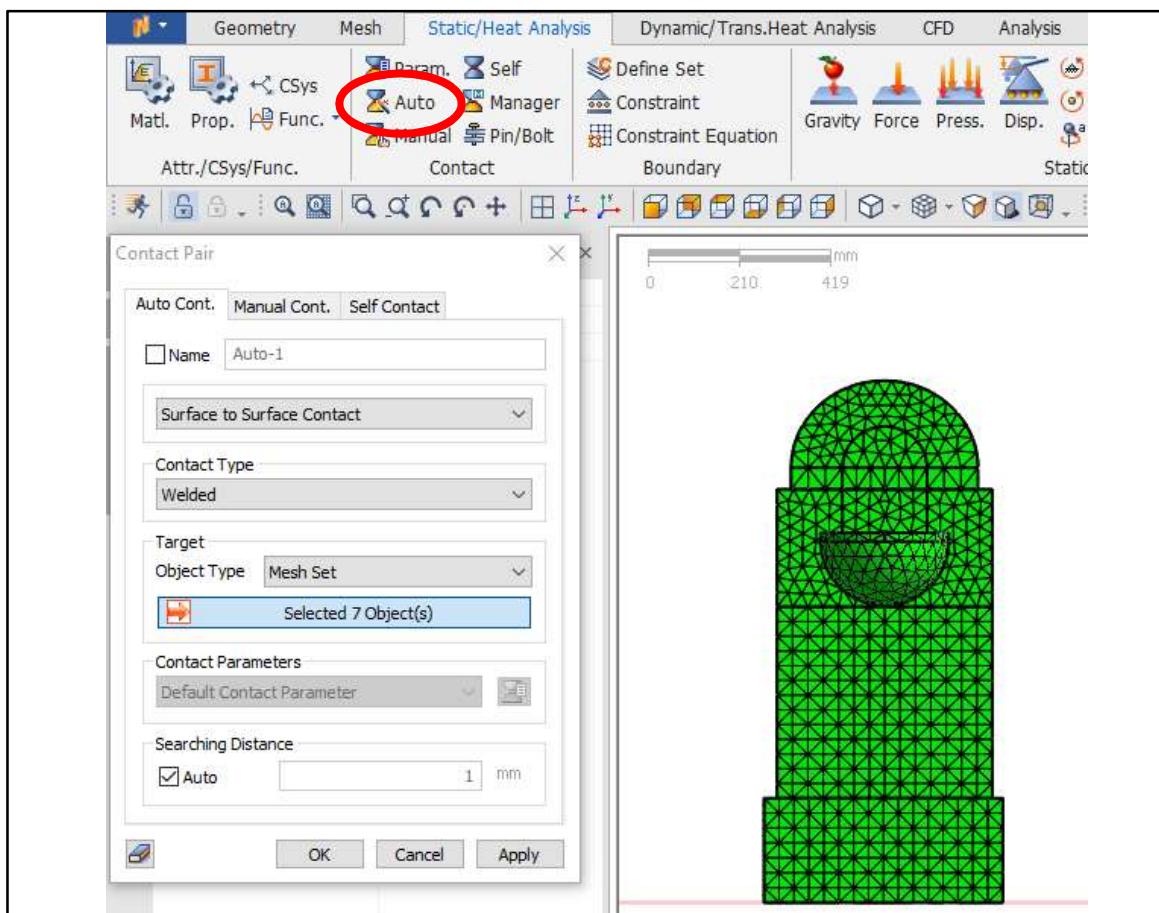 Geometry Mesh Static/Heat Analysis Dynamic/Trans.Heat Analysis CFD Analysis
Param. Self Define Set
CSys Auto Manager Constraint
Matl. Prop. Func. Manual Pin/Bolt Constraint Equation Gravity Force Press. Disp.
Attr./CSys/Func. Contact Boundary Static
Contact Pair
mm
0 210 419
Auto Cont. Manual Cont. Self Contact
Name Auto-1
Surface to Surface Contact
Contact Type
Welded
Target
Object Type Mesh Set
Selected 7 Object(s)
Contact Parameters
Default Contact Parameter
Searching Distance
Auto 1 mm
OK Cancel Apply